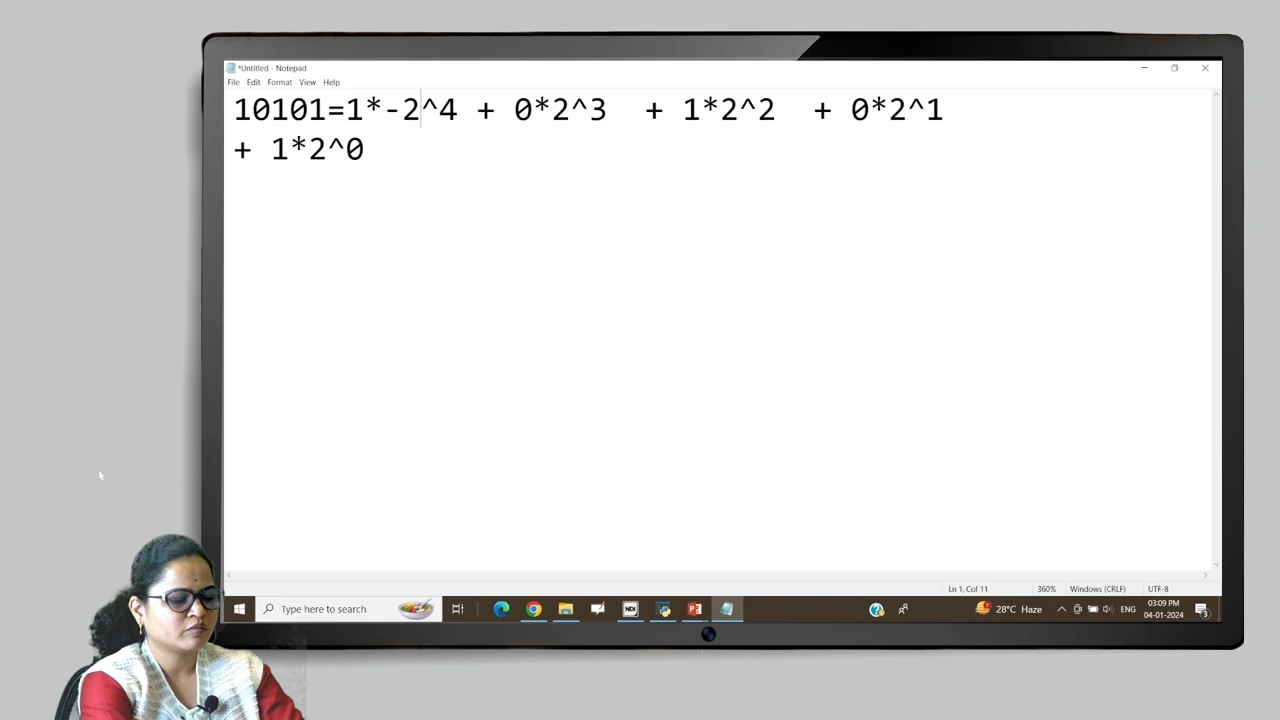 *Untitled - Notepad
File Edit Format View Help
10101=1*-2^4 + 0*2^3  + 1*2^2  + 0*2^1
+ 1*2^0
Ln 1, Col 11 360% Windows (CRLF) UTF-8
Type here to search NDI 28°C Haze ENG 03:09 PM
04-01-2024 3